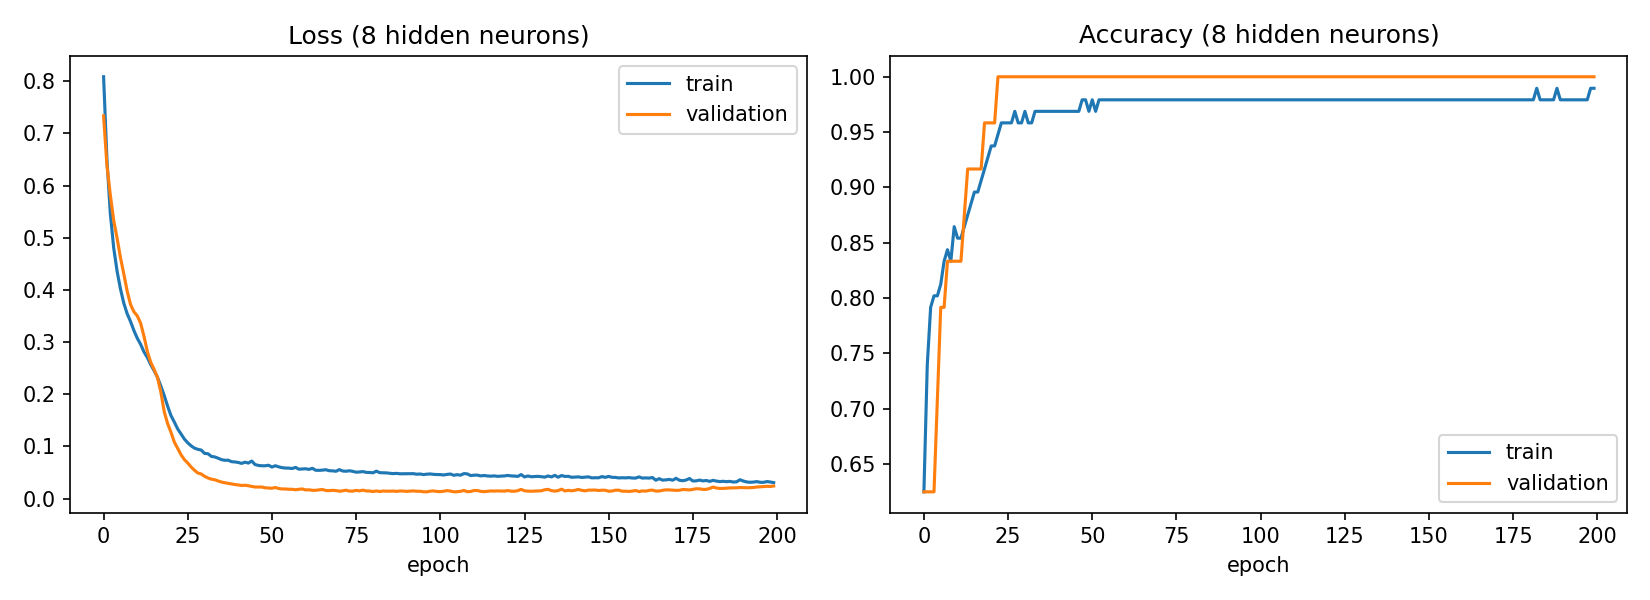 Loss (8 hidden neurons)
0.8
0.7
0.6
0.5
0.4
0.3
0.2
0.1
0.0
train
validation
0 25 50 75 100 125 150 175 200
epoch
Accuracy (8 hidden neurons)
1.00
0.95
0.90
0.85
0.80
0.75
0.70
0.65
train
validation
0 25 50 75 100 125 150 175 200
epoch